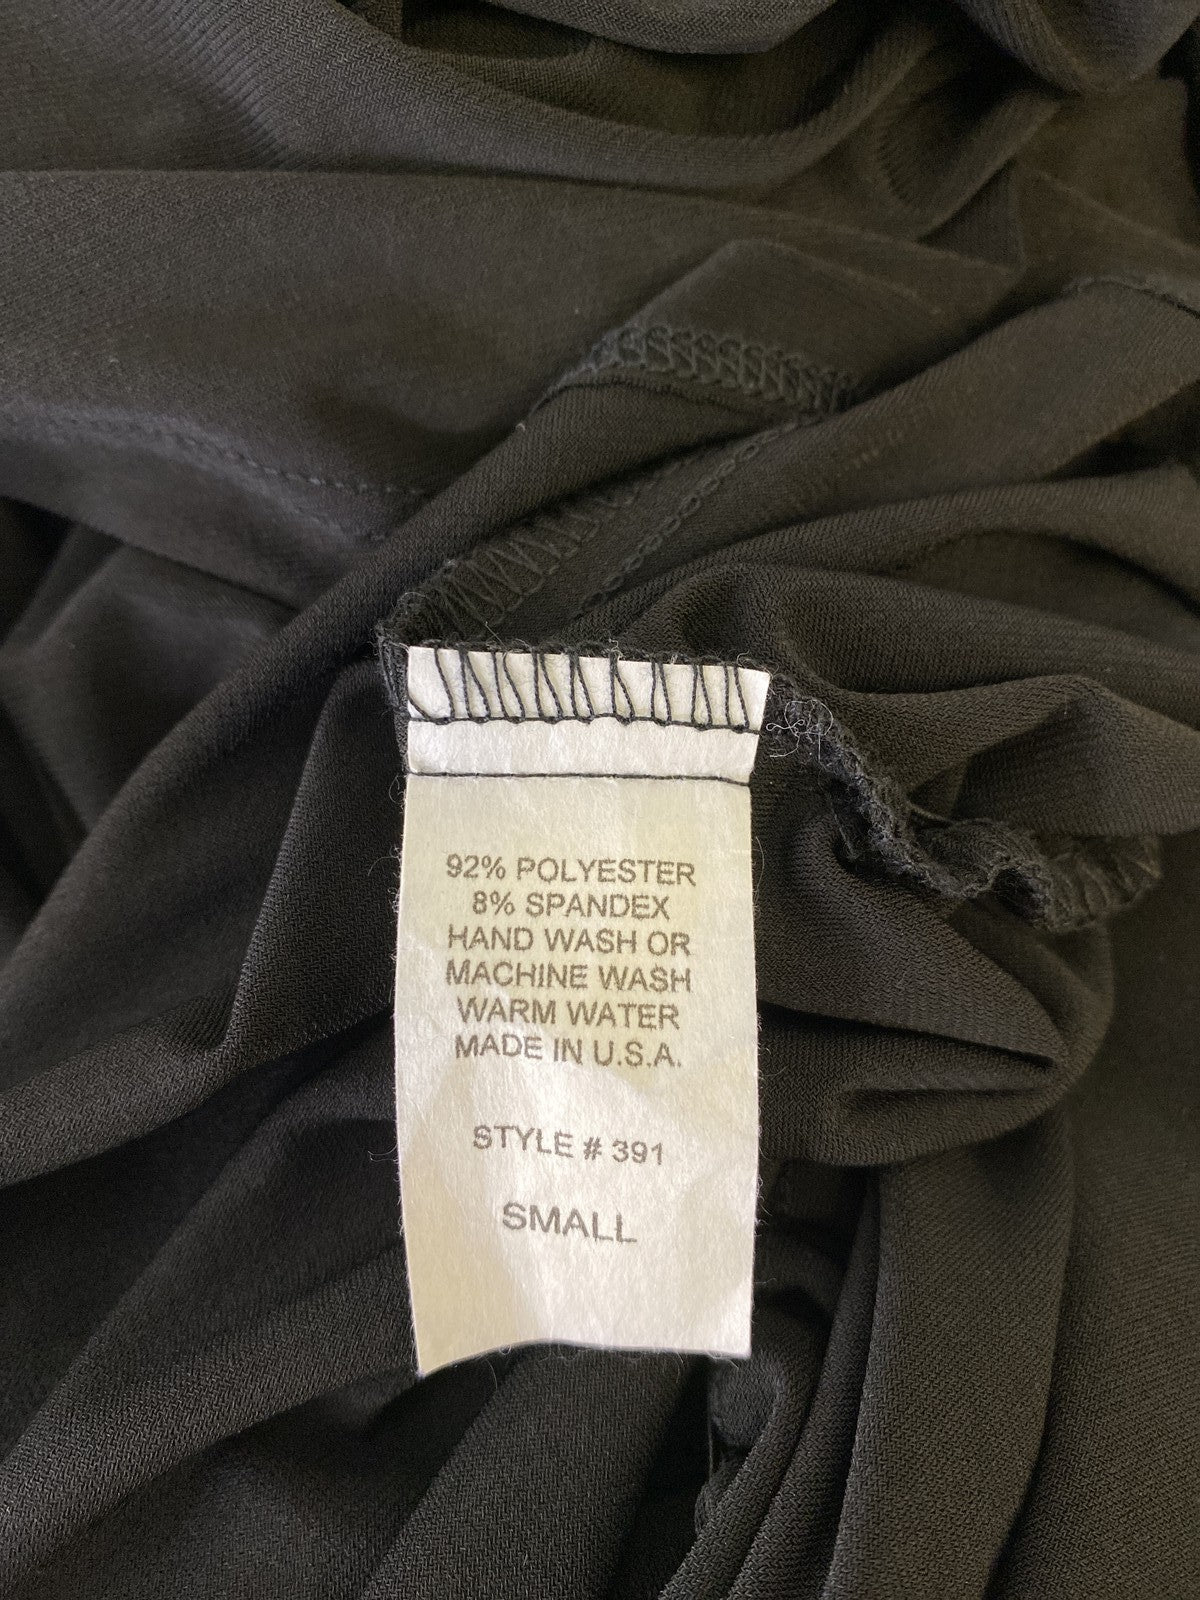 92% POLYESTER
8% SPANDEX
HAND WASH OR
MACHINE WASH
WARM WATER
MADE IN U.S.A.
STYLE # 391
SMALL